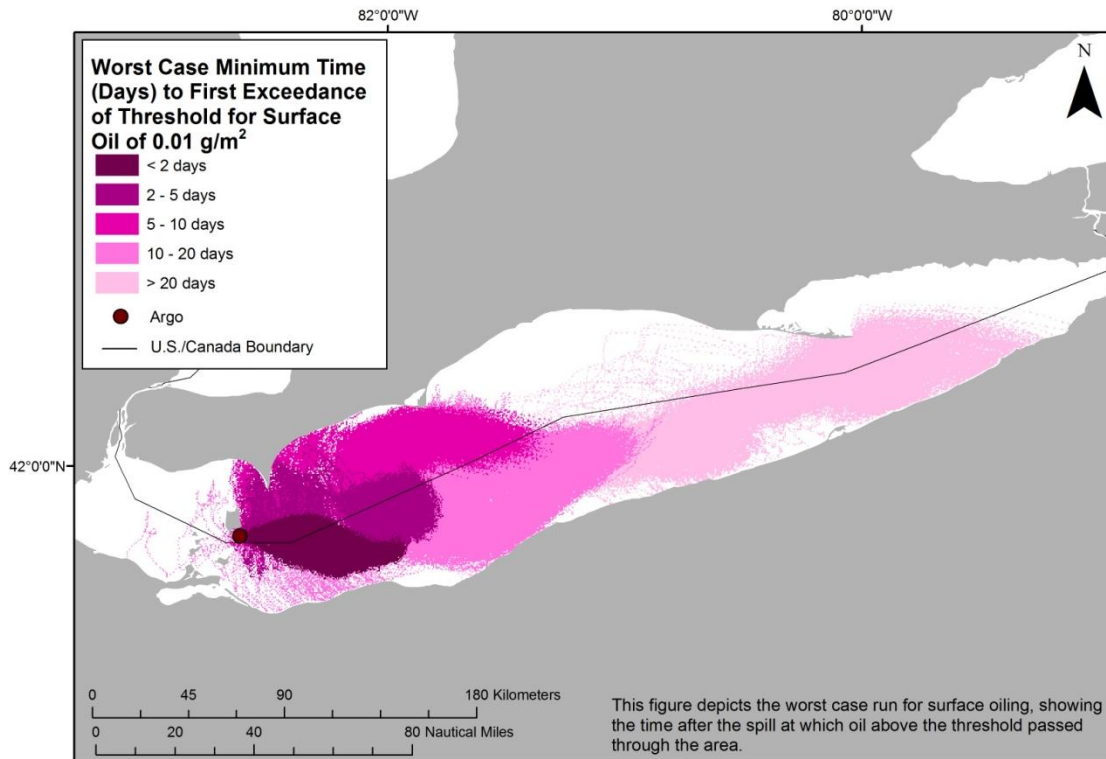 82°0'0"W
80°0'0"W
Worst Case Minimum Time
(Days) to First Exceedance
of Threshold for Surface
Oil of 0.01 g/m²
< 2 days
2 - 5 days
5 - 10 days
10 - 20 days
> 20 days
Argo
U.S./Canada Boundary
N
42°0'0"N
0 45 90 180 Kilometers
0 20 40 80 Nautical Miles
This figure depicts the worst case run for surface oiling, showing
the time after the spill at which oil above the threshold passed
through the area.